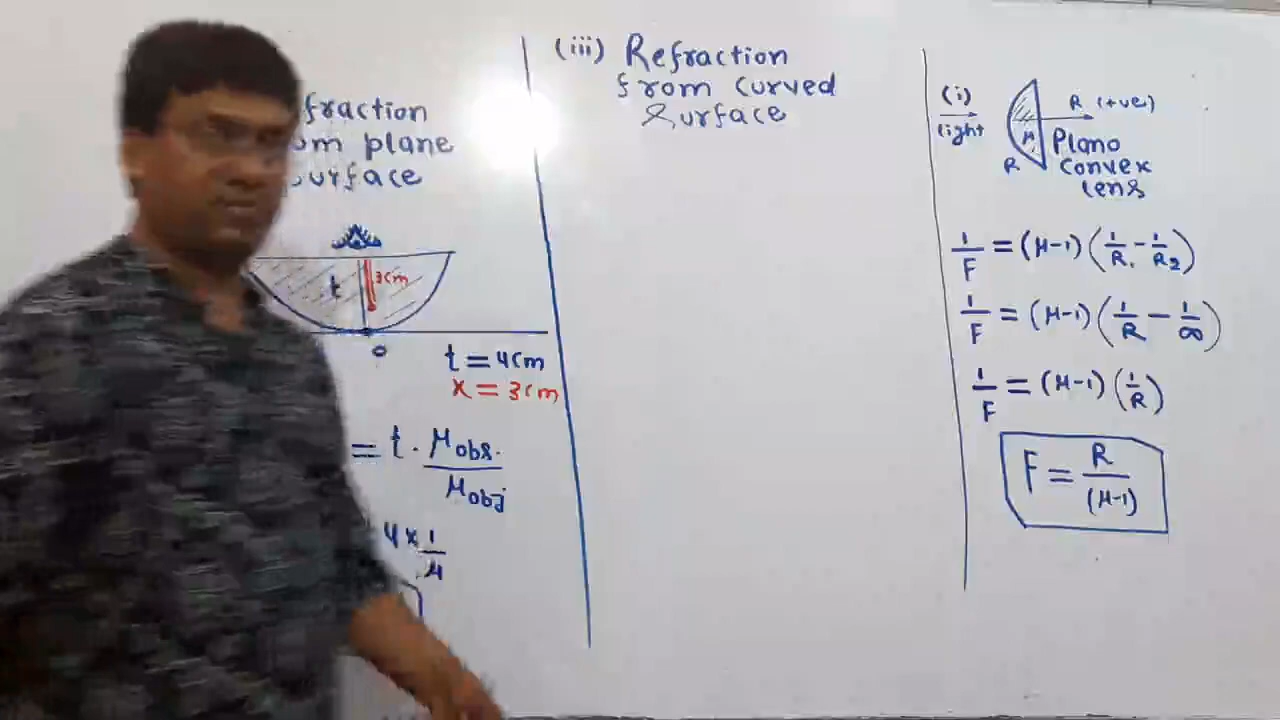 fraction
om plane
urface
t
3cm
0
t = 4cm
x = 3cm
= t . μobs. / μobj
4 × 1/μ
(iii) Refraction
from curved
Surface
(i)
light
R (+ve)
μ
R
Plano
convex
lens
1/F = (μ-1) (1/R₁ - 1/R2)
1/F = (μ-1) (1/R - 1/∞)
1/F = (μ-1) (1/R)
F = R/(μ-1)